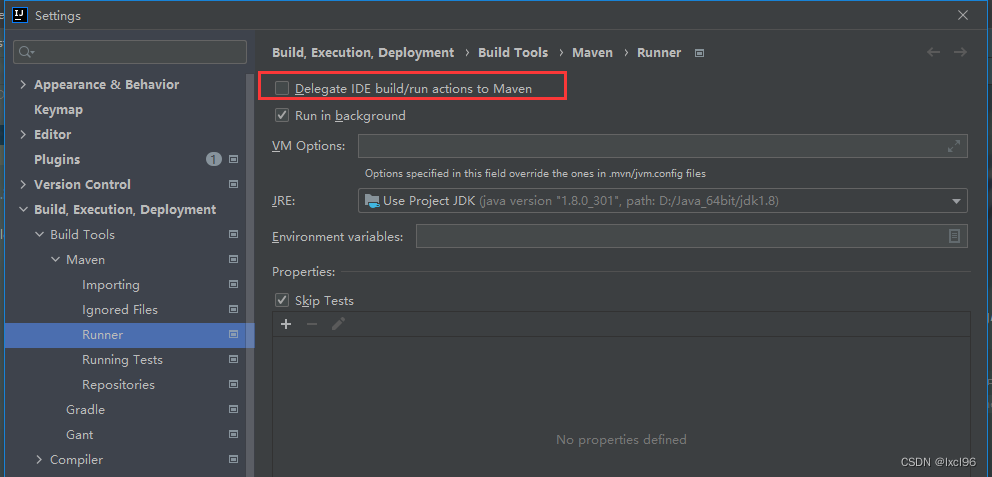 Settings
Build, Execution, Deployment › Build Tools › Maven › Runner
Appearance & Behavior
Keymap
Editor
Plugins 1
Version Control
Build, Execution, Deployment
Build Tools
Maven
Importing
Ignored Files
Runner
Running Tests
Repositories
Gradle
Gant
Compiler
Delegate IDE build/run actions to Maven
Run in background
VM Options:
Options specified in this field override the ones in .mvn/jvm.config files
JRE: Use Project JDK (java version "1.8.0_301", path: D:/Java_64bit/jdk1.8)
Environment variables:
Properties:
Skip Tests
No properties defined
CSDN @lxcl96